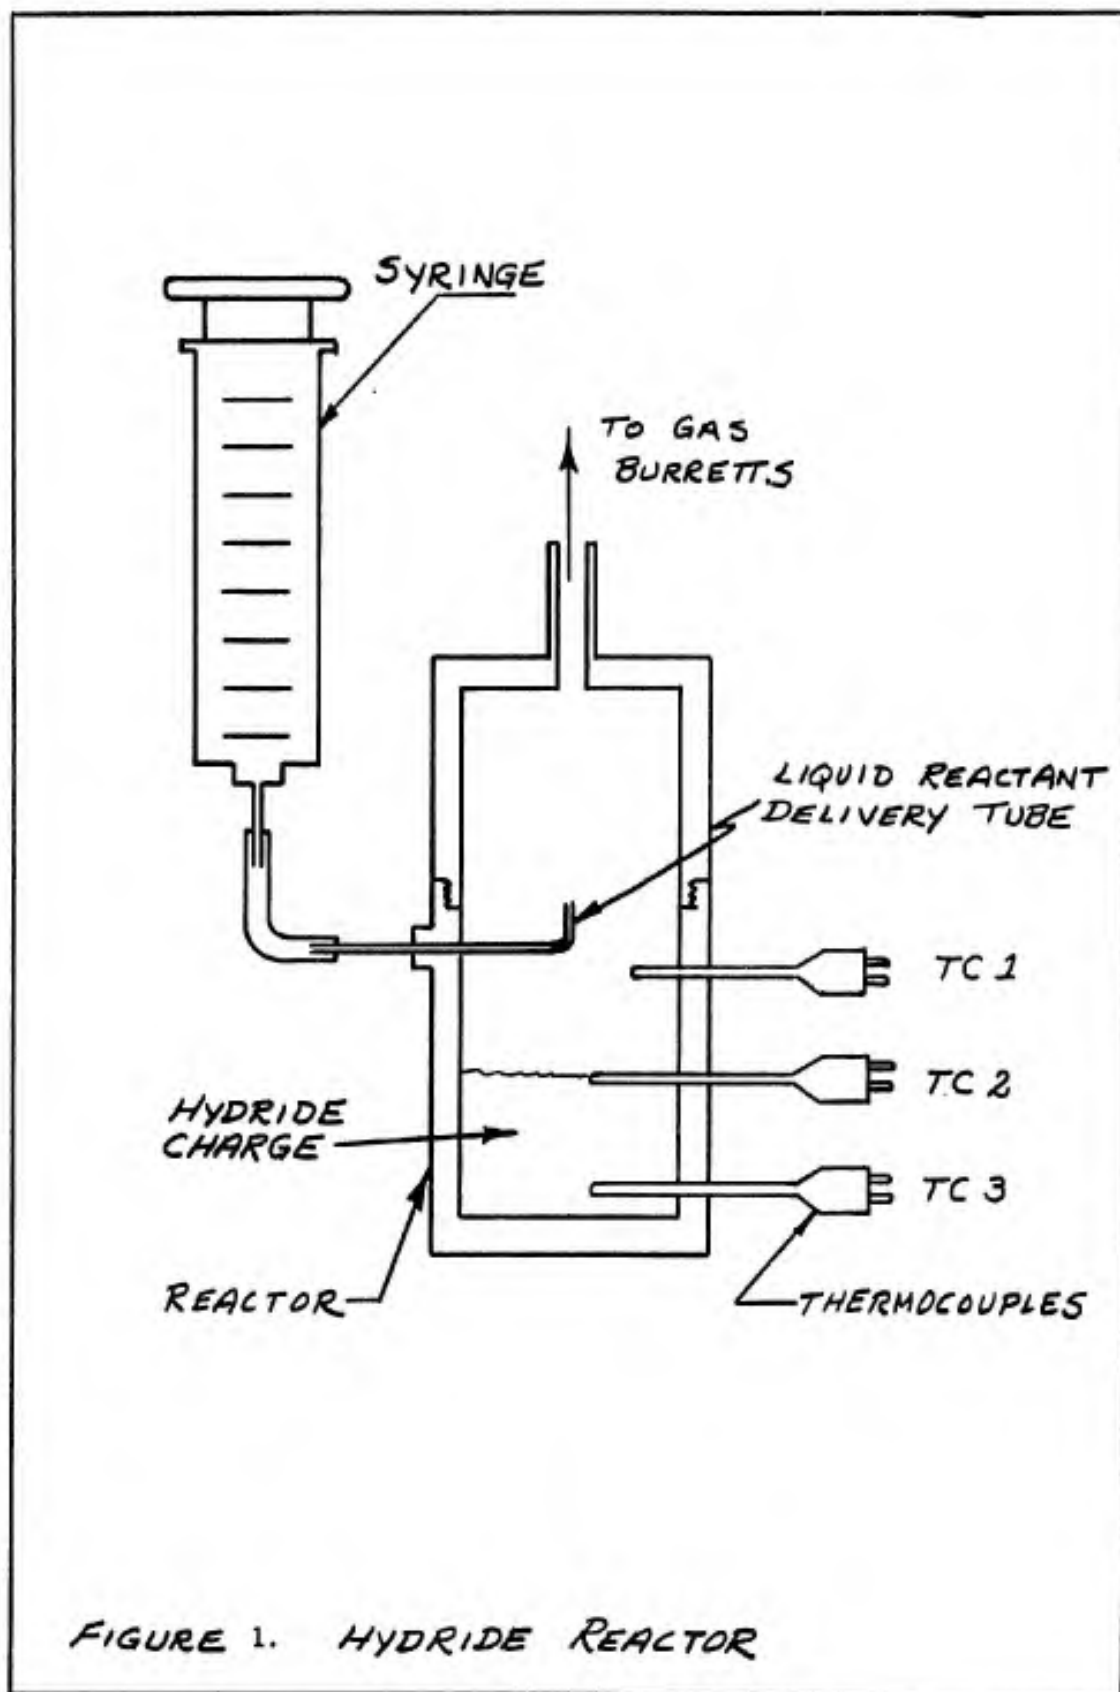 SYRINGE
TO GAS
BURRETTS
LIQUID REACTANT
DELIVERY TUBE
TC 1
TC 2
HYDRIDE
CHARGE
TC 3
REACTOR
THERMOCOUPLES
FIGURE 1. HYDRIDE REACTOR